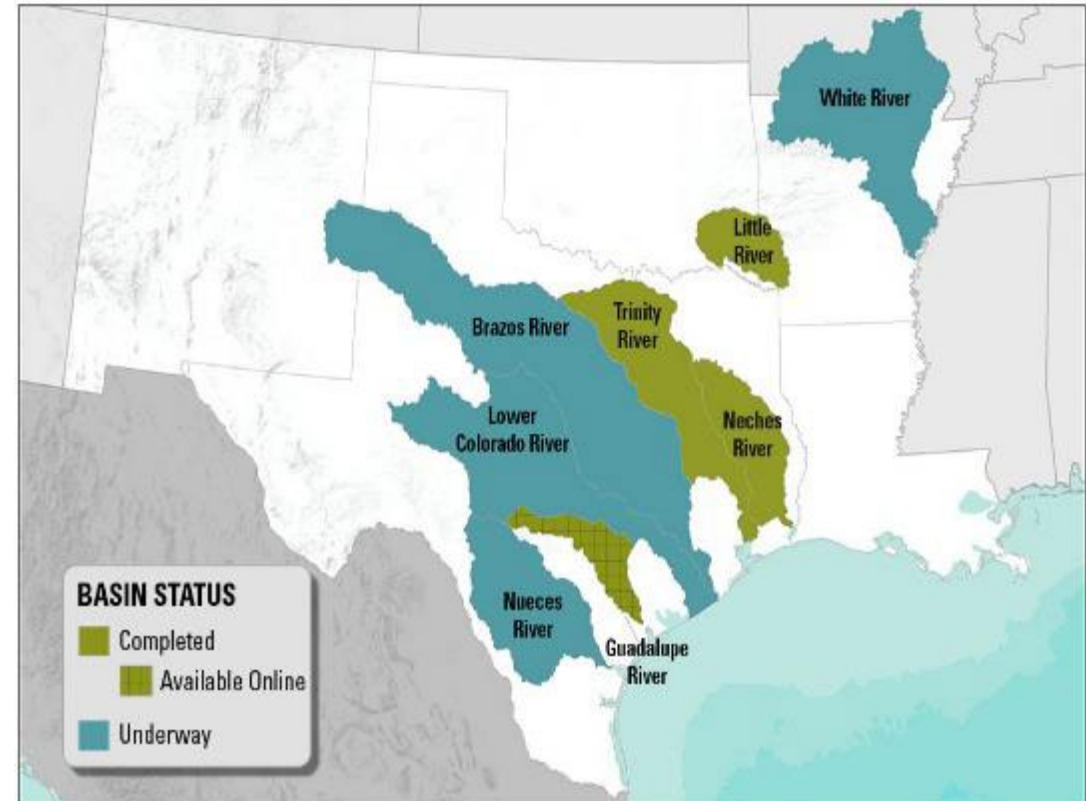 White River
Little
River
Trinity
River
Brazos River
Neches
River
Lower
Colorado River
Nueces
River
Guadalupe
River
BASIN STATUS
Completed
Available Online
Underway